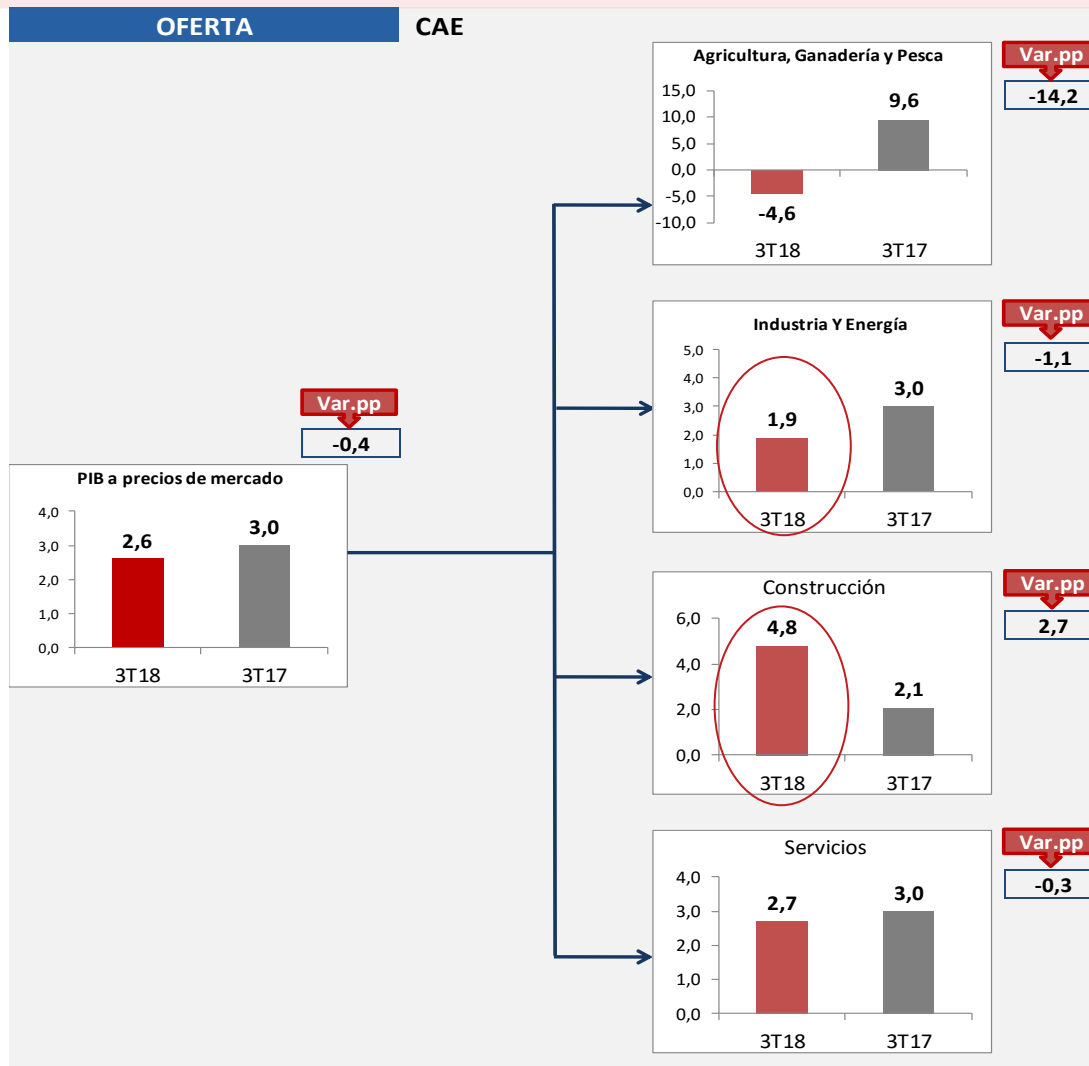 OFERTA CAE
Agricultura, Ganadería y Pesca
15,0
10,0
5,0
0,0
-5,0
-10,0
9,6
-4,6
3T18 3T17
Var.pp
-14,2
Industria Y Energía
5,0
4,0
3,0
2,0
1,0
0,0
1,9
3,0
3T18 3T17
Var.pp
-1,1
Var.pp
-0,4
PIB a precios de mercado
4,0
3,0
2,0
1,0
0,0
2,6
3,0
3T18 3T17
Construcción
6,0
4,0
2,0
0,0
4,8
2,1
3T18 3T17
Var.pp
2,7
Servicios
4,0
3,0
2,0
1,0
0,0
2,7
3,0
3T18 3T17
Var.pp
-0,3